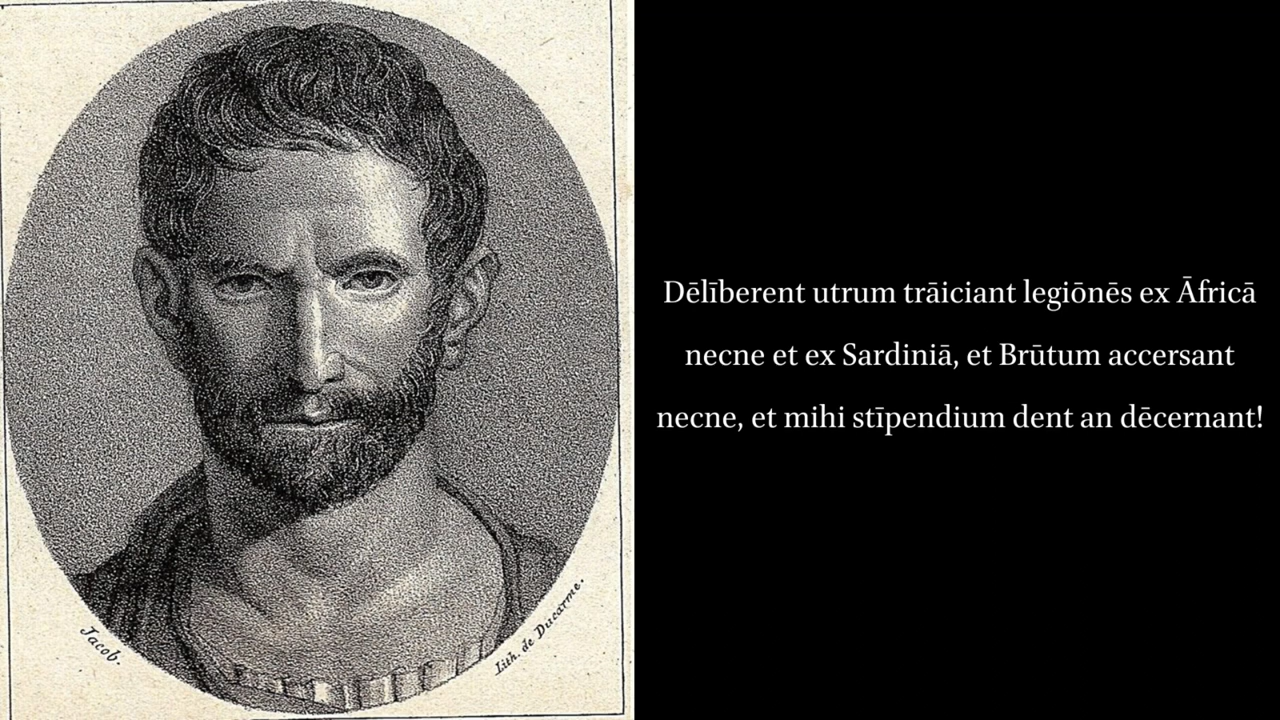 Dēlīberent utrum trāiciant legiōnēs ex Āfricā
necne et ex Sardiniā, et Brūtum accersant
necne, et mihi stīpendium dent an dēcernant!
Jacob.
Lith. de Ducarme.